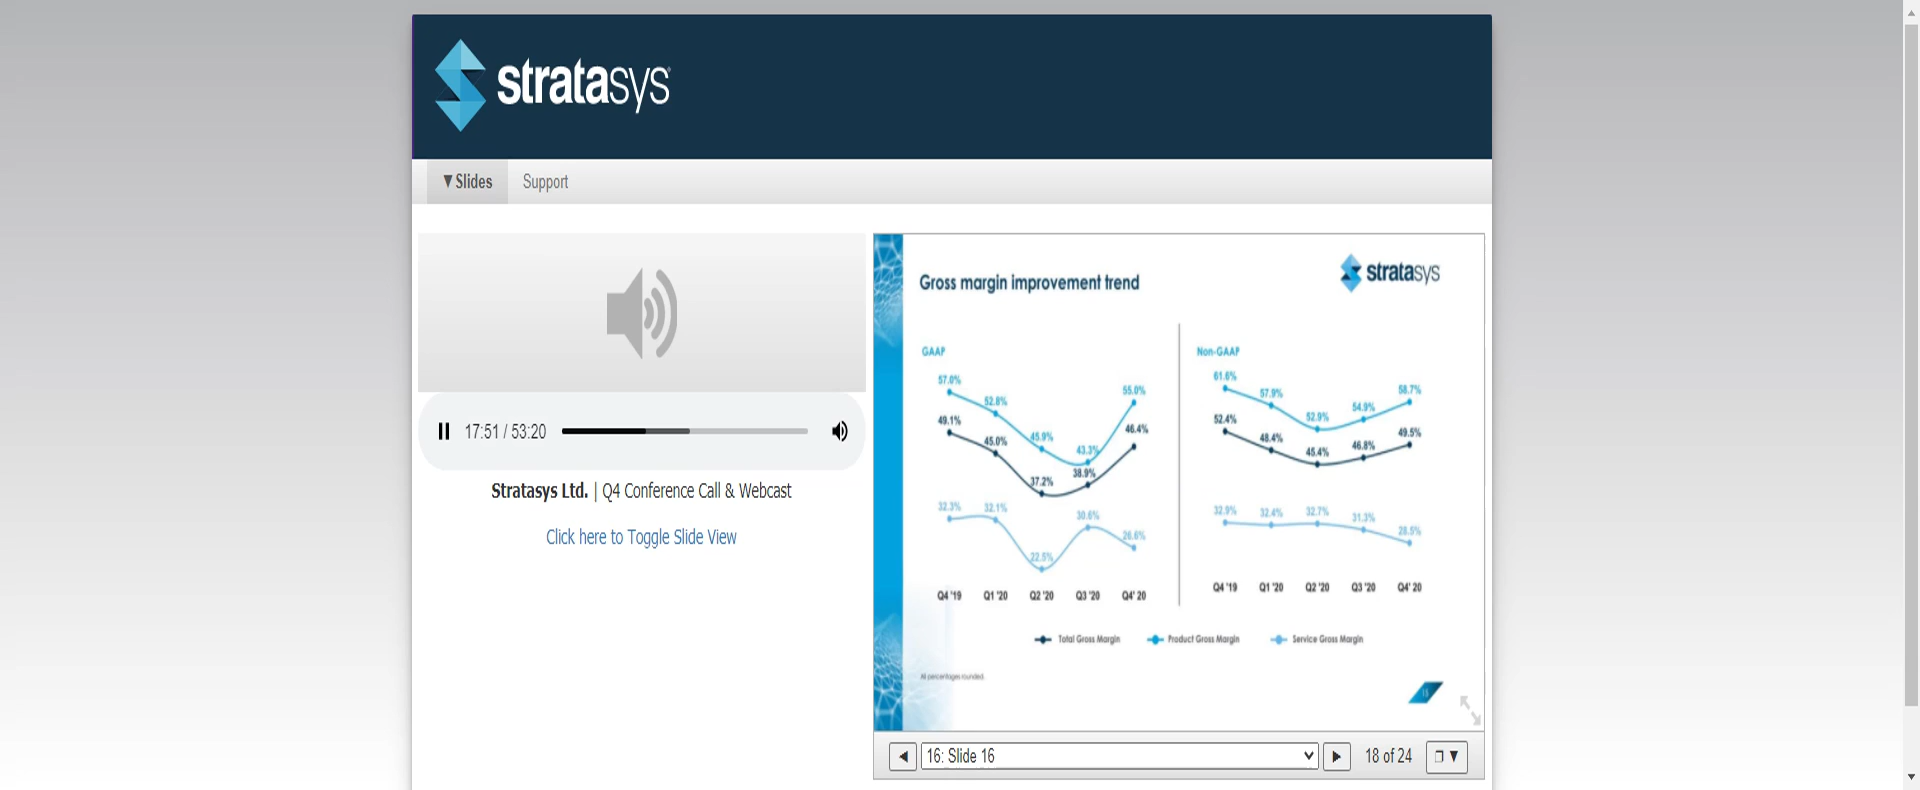 stratasys
▼Slides Support
17:51 / 53:20
Stratasys Ltd. | Q4 Conference Call & Webcast
Click here to Toggle Slide View
stratasys
Gross margin improvement trend
GAAP
57.0%
52.8%
45.9%
43.3%
55.0%
49.1%
45.0%
37.2%
38.9%
46.4%
32.3%
32.1%
22.5%
30.6%
26.6%
Q4 '19 Q1 '20 Q2 '20 Q3 '20 Q4' 20
Non-GAAP
61.6%
57.9%
52.9%
54.9%
58.7%
52.4%
48.4%
45.4%
46.8%
49.5%
32.9%
32.4%
32.7%
31.3%
28.5%
Q4 '19 Q1 '20 Q2 '20 Q3 '20 Q4' 20
Total Gross Margin Product Gross Margin Service Gross Margin
All percentages rounded.
16: Slide 16
18 of 24